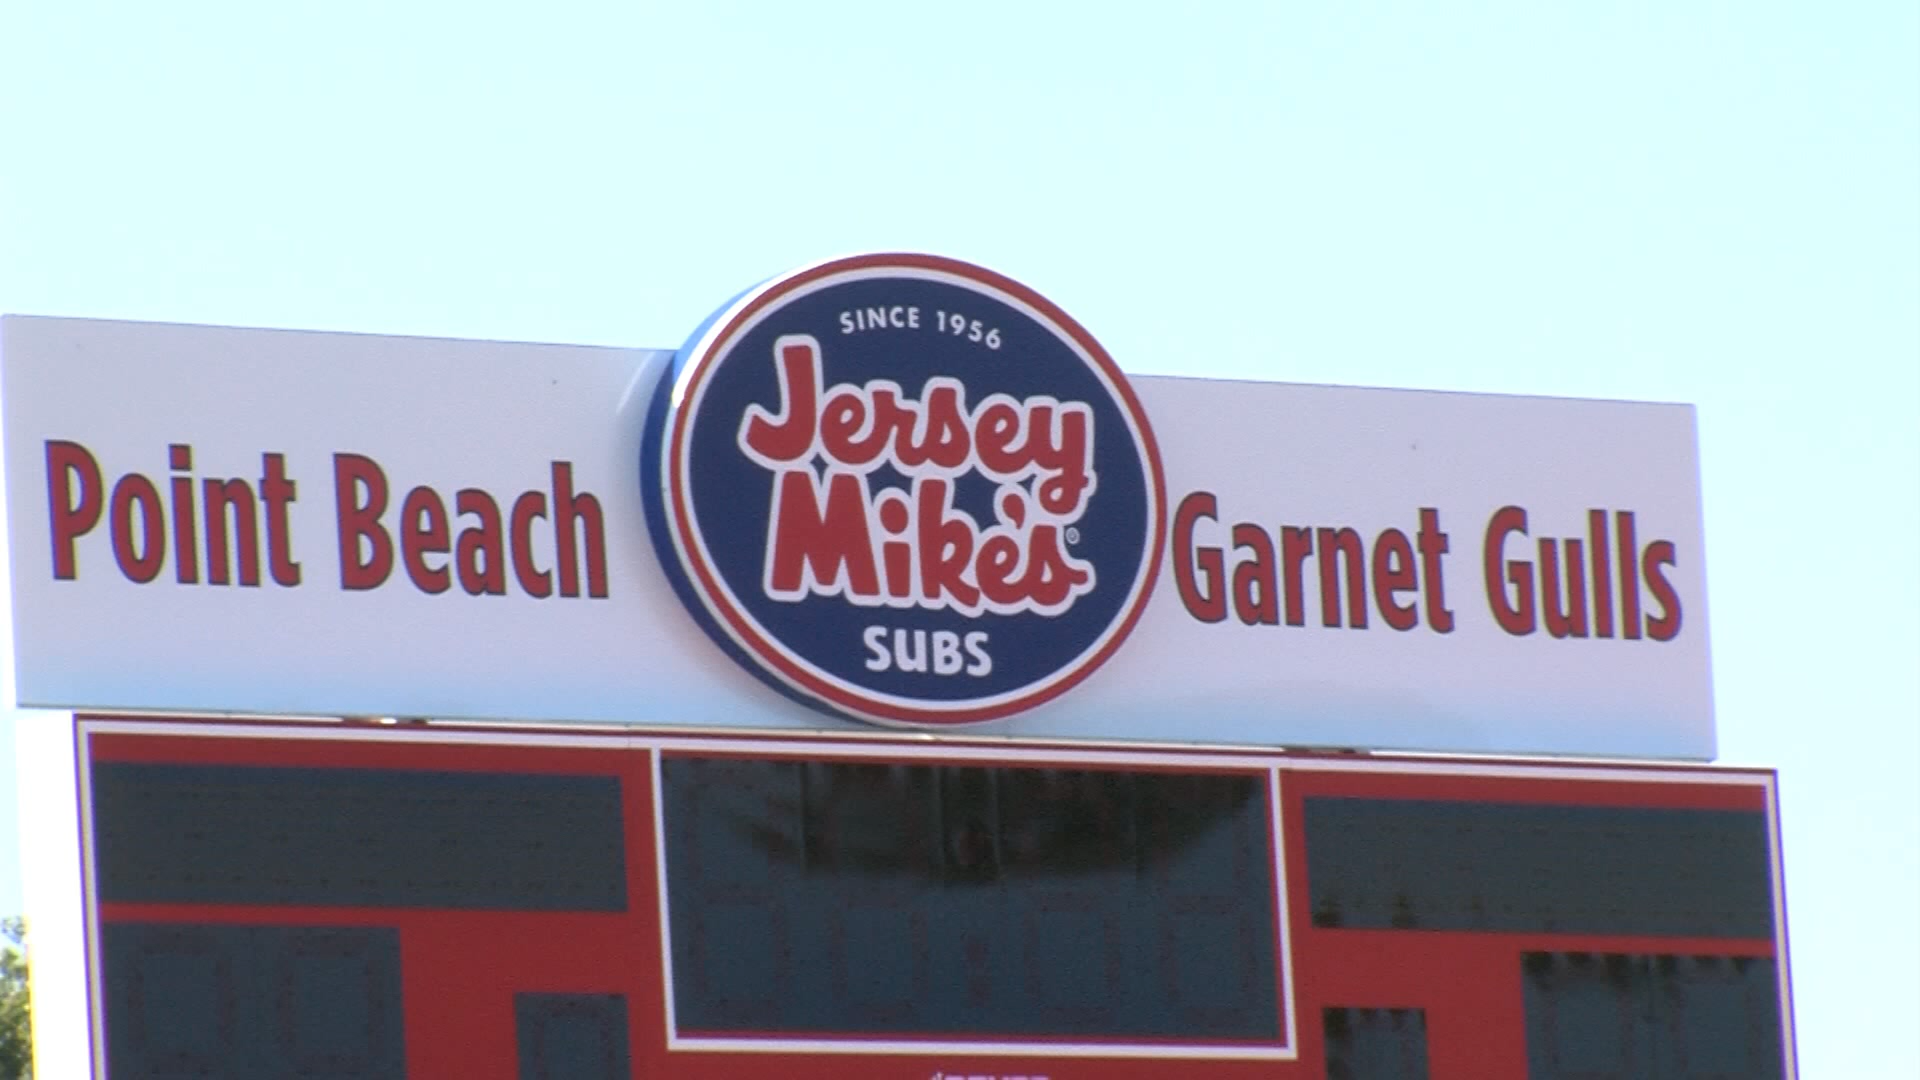 SINCE 1956
Jersey
Mike's®
SUBS
Point Beach
Garnet Gulls